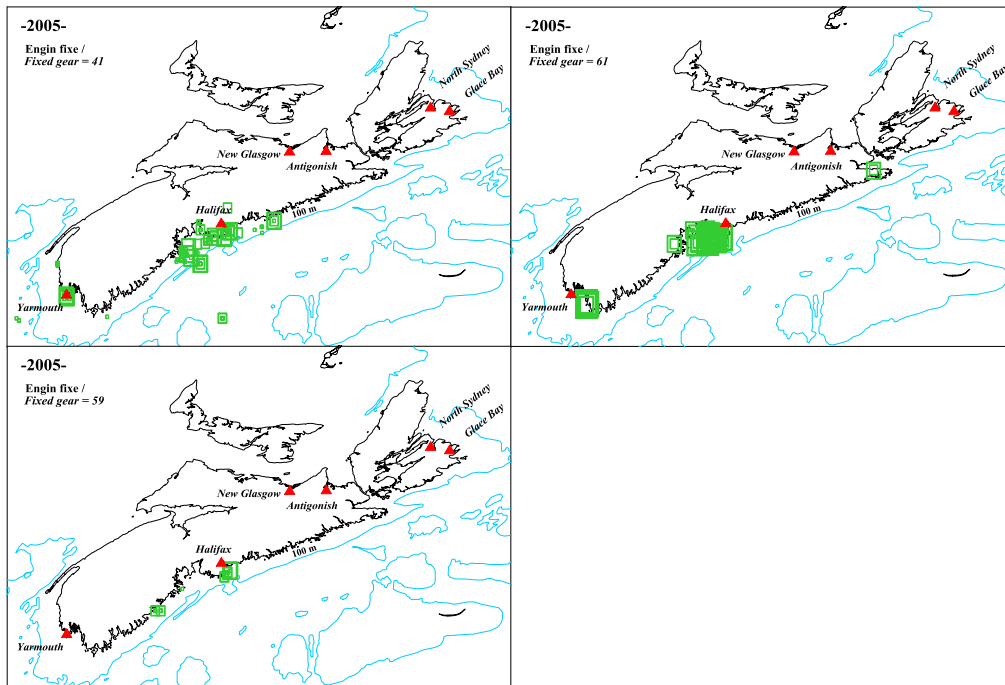 -2005-
Engin fixe /
Fixed gear = 41
North Sydney
Glace Bay
New Glasgow
Antigonish
Halifax
100 m
Yarmouth
-2005-
Engin fixe /
Fixed gear = 61
North Sydney
Glace Bay
New Glasgow
Antigonish
Halifax
100 m
Yarmouth
-2005-
Engin fixe /
Fixed gear = 59
North Sydney
Glace Bay
New Glasgow
Antigonish
Halifax
100 m
Yarmouth